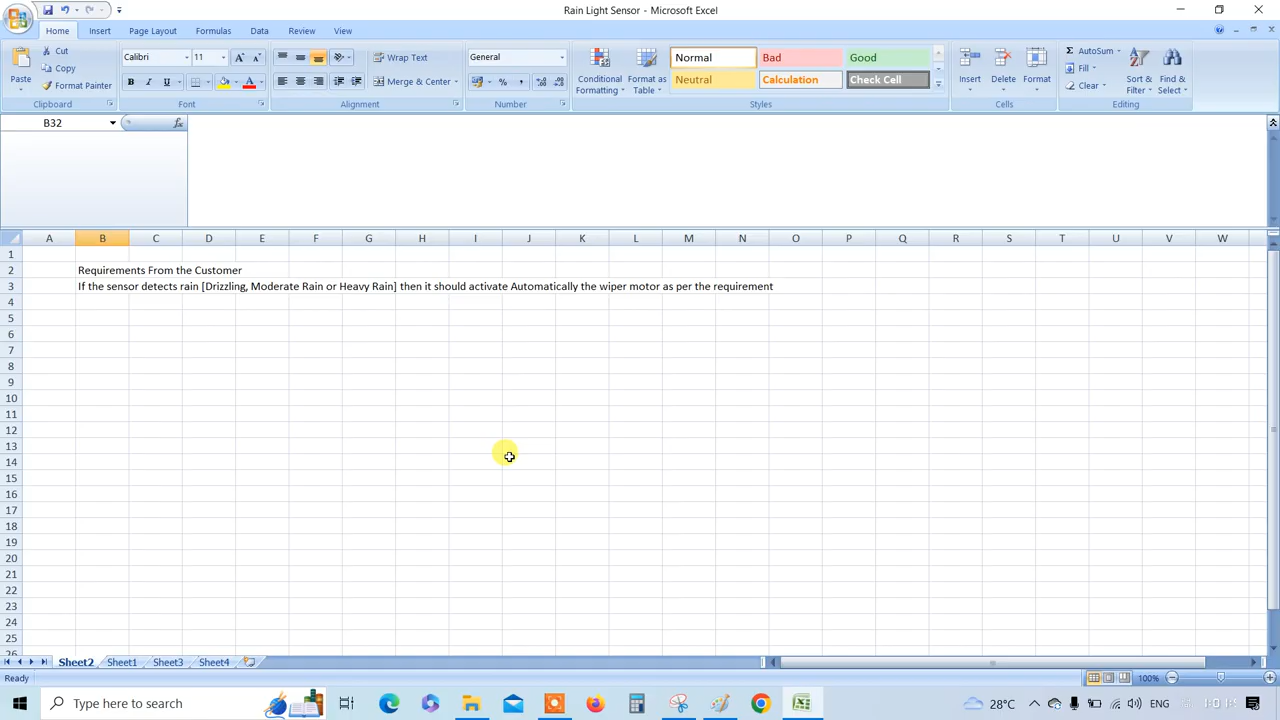 Rain Light Sensor - Microsoft Excel
Home Insert Page Layout Formulas Data Review View
Paste Cut Copy Format Painter Clipboard
Calibri 11 A A B I U A Font
Wrap Text Merge & Center Alignment
General % , Number
Conditional Formatting Format as Table Normal Bad Good Neutral Calculation Check Cell Styles
Insert Delete Format Cells
Σ AutoSum Fill Clear Sort & Filter Find & Select Editing
B32 fx
A B C D E F G H I J K L M N O P Q R S T U V W
1
2 Requirements From the Customer
3 If the sensor detects rain [Drizzling, Moderate Rain or Heavy Rain] then it should activate Automatically the wiper motor as per the requirement
4
5
6
7
8
9
10
11
12
13
14
15
16
17
18
19
20
21
22
23
24
25
26
Sheet2 Sheet1 Sheet3 Sheet4
Ready 100%
Type here to search 28°C ENG